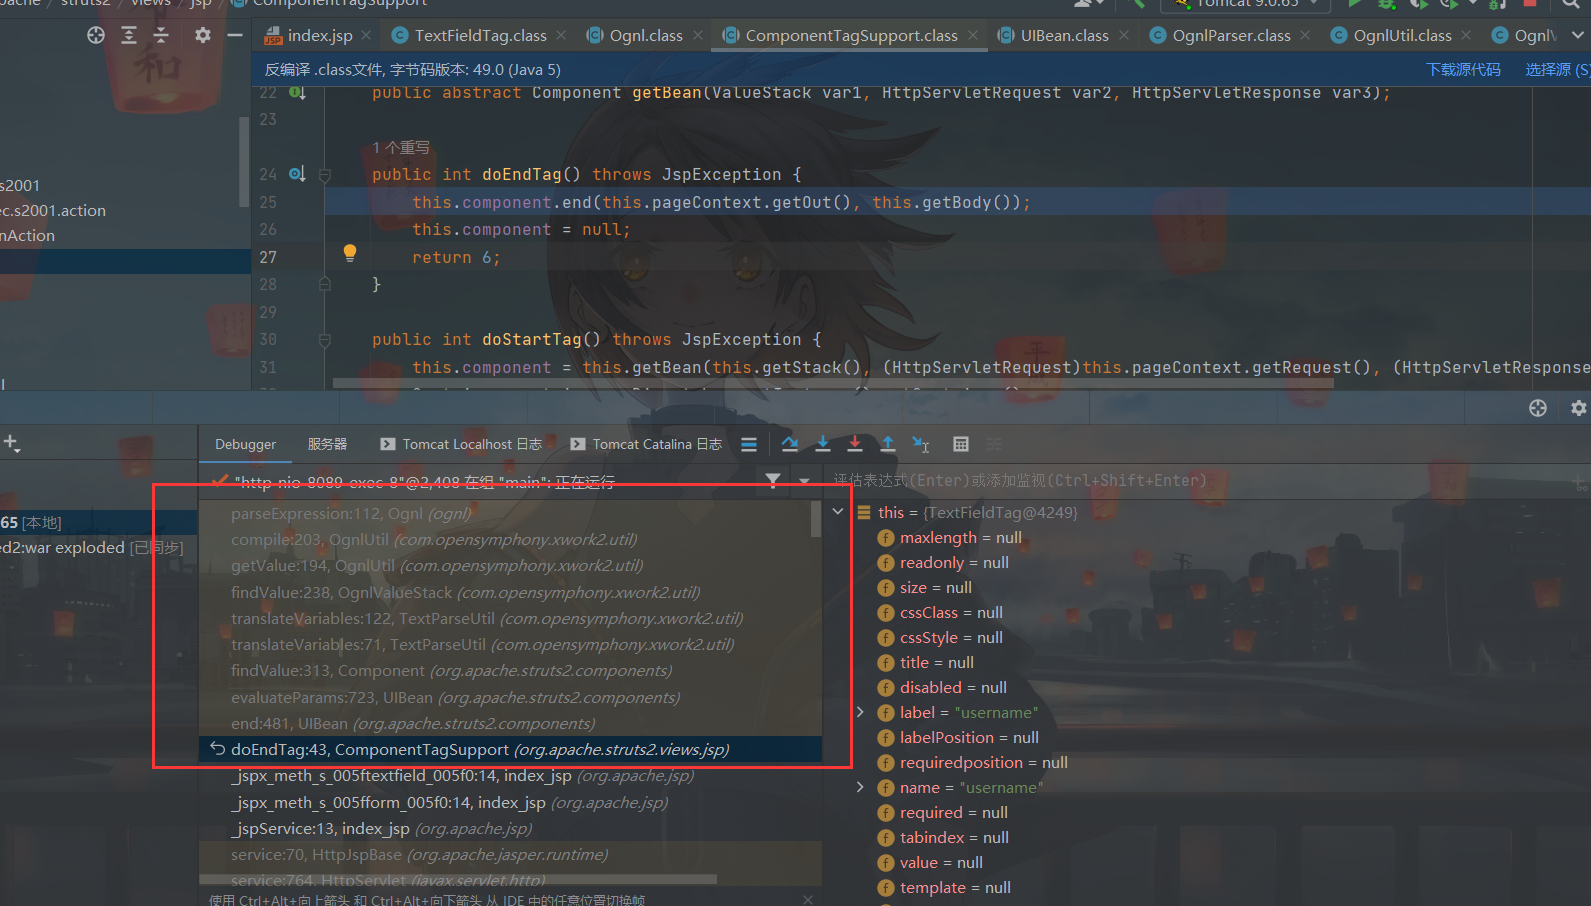 struts2 / views / jsp / ComponentTagSupport
Tomcat 9.0.65
index.jsp
TextFieldTag.class
Ognl.class
ComponentTagSupport.class
UIBean.class
OgnlParser.class
OgnlUtil.class
OgnlV
反编译 .class文件, 字节码版本: 49.0 (Java 5)
下载源代码
选择源 (S)
22 public abstract Component getBean(ValueStack var1, HttpServletRequest var2, HttpServletResponse var3);
23
1 个重写
24 public int doEndTag() throws JspException {
25 this.component.end(this.pageContext.getOut(), this.getBody());
26 this.component = null;
27 return 6;
28 }
29
30 public int doStartTag() throws JspException {
31 this.component = this.getBean(this.getStack(), (HttpServletRequest)this.pageContext.getRequest(), (HttpServletResponse
s2001
ec.s2001.action
nAction
Debugger
服务器
Tomcat Localhost 日志
Tomcat Catalina 日志
65 [本地]
ed2:war exploded [已同步]
"http-nio-8089-exec-8"@2,408 在组 "main": 正在运行
parseExpression:112, Ognl (ognl)
compile:203, OgnlUtil (com.opensymphony.xwork2.util)
getValue:194, OgnlUtil (com.opensymphony.xwork2.util)
findValue:238, OgnlValueStack (com.opensymphony.xwork2.util)
translateVariables:122, TextParseUtil (com.opensymphony.xwork2.util)
translateVariables:71, TextParseUtil (com.opensymphony.xwork2.util)
findValue:313, Component (org.apache.struts2.components)
evaluateParams:723, UIBean (org.apache.struts2.components)
end:481, UIBean (org.apache.struts2.components)
doEndTag:43, ComponentTagSupport (org.apache.struts2.views.jsp)
_jspx_meth_s_005ftextfield_005f0:14, index_jsp (org.apache.jsp)
_jspx_meth_s_005fform_005f0:14, index_jsp (org.apache.jsp)
_jspService:13, index_jsp (org.apache.jsp)
service:70, HttpJspBase (org.apache.jasper.runtime)
service:764, HttpServlet (javax.servlet.http)
使用 Ctrl+Alt+向上箭头 和 Ctrl+Alt+向下箭头 从 IDE 中的任意位置切换帧
评估表达式(Enter)或添加监视(Ctrl+Shift+Enter)
this = {TextFieldTag@4249}
maxlength = null
readonly = null
size = null
cssClass = null
cssStyle = null
title = null
disabled = null
label = "username"
labelPosition = null
requiredposition = null
name = "username"
required = null
tabindex = null
value = null
template = null